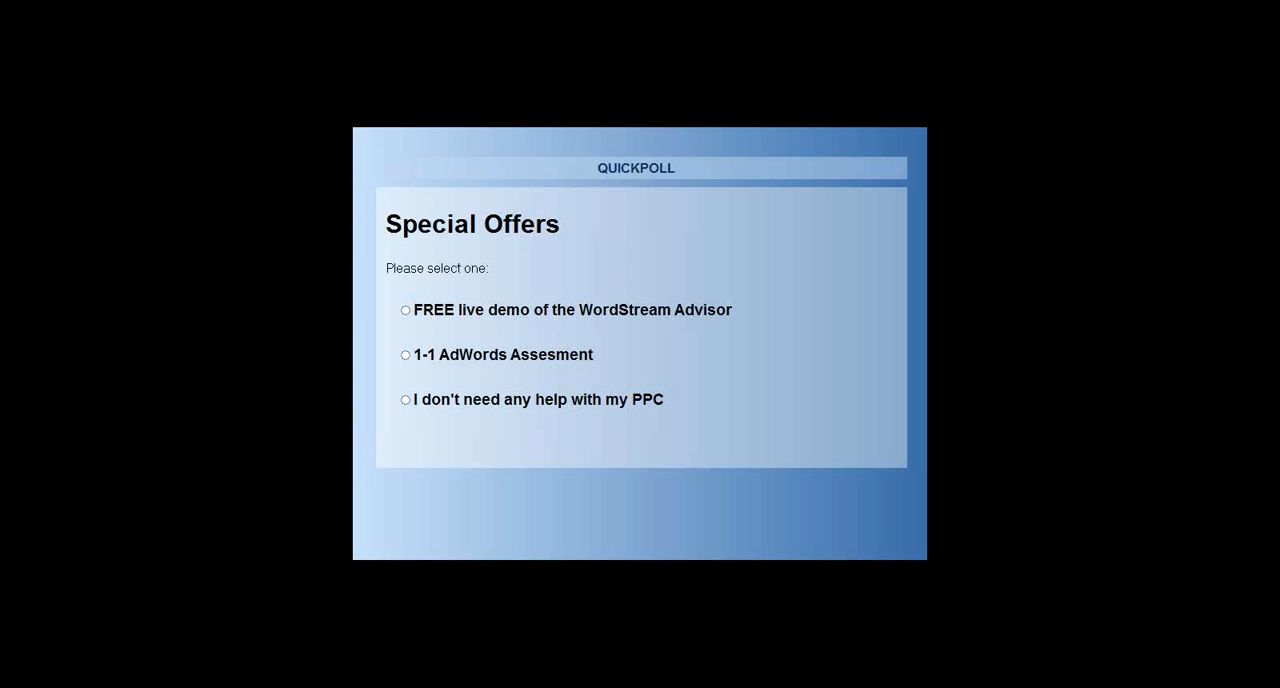 QUICKPOLL
Special Offers
Please select one:
FREE live demo of the WordStream Advisor
1-1 AdWords Assesment
I don't need any help with my PPC